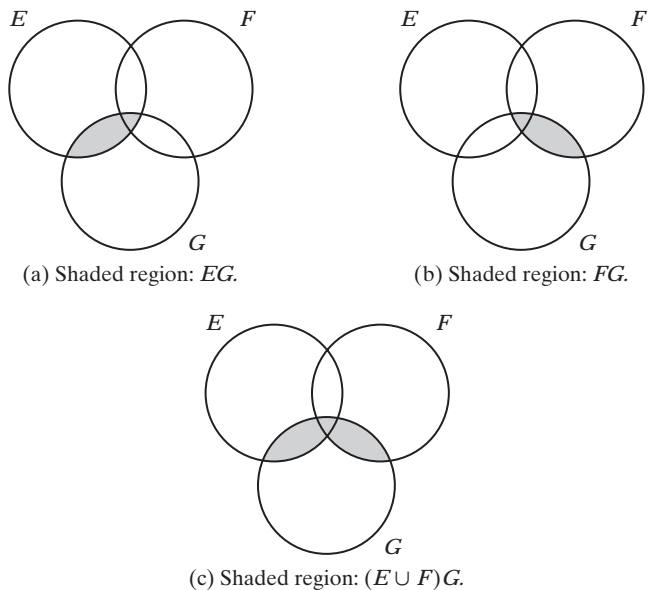 E F
G
(a) Shaded region: EG.
E F
G
(b) Shaded region: FG.
E F
G
(c) Shaded region: (E ∪ F)G.